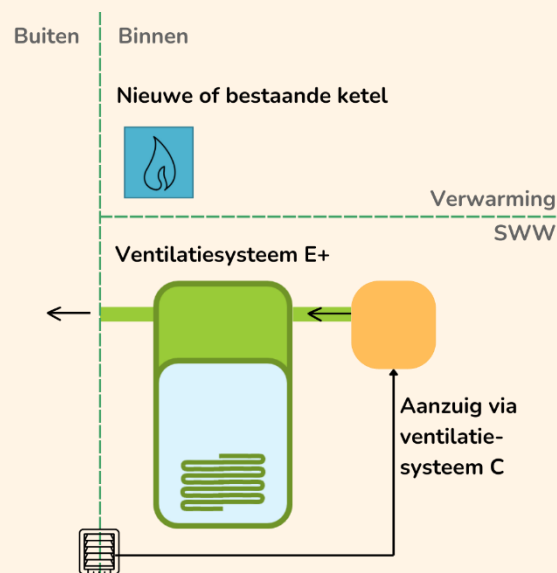 Buiten
Binnen
Nieuwe of bestaande ketel
Verwarming
SWW
Ventilatiesysteem E+
Aanzuig via
ventilatie-
systeem C